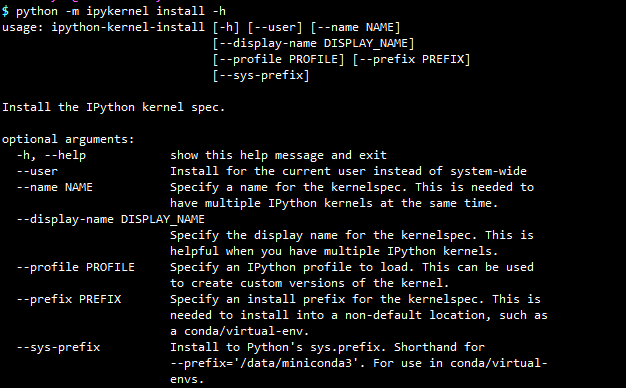 $ python -m ipykernel install -h
usage: ipython-kernel-install [-h] [--user] [--name NAME]
[--display-name DISPLAY_NAME]
[--profile PROFILE] [--prefix PREFIX]
[--sys-prefix]
Install the IPython kernel spec.
optional arguments:
-h, --help show this help message and exit
--user Install for the current user instead of system-wide
--name NAME Specify a name for the kernelspec. This is needed to
have multiple IPython kernels at the same time.
--display-name DISPLAY_NAME
Specify the display name for the kernelspec. This is
helpful when you have multiple IPython kernels.
--profile PROFILE Specify an IPython profile to load. This can be used
to create custom versions of the kernel.
--prefix PREFIX Specify an install prefix for the kernelspec. This is
needed to install into a non-default location, such as
a conda/virtual-env.
--sys-prefix Install to Python's sys.prefix. Shorthand for
--prefix='/data/miniconda3'. For use in conda/virtual-
envs.